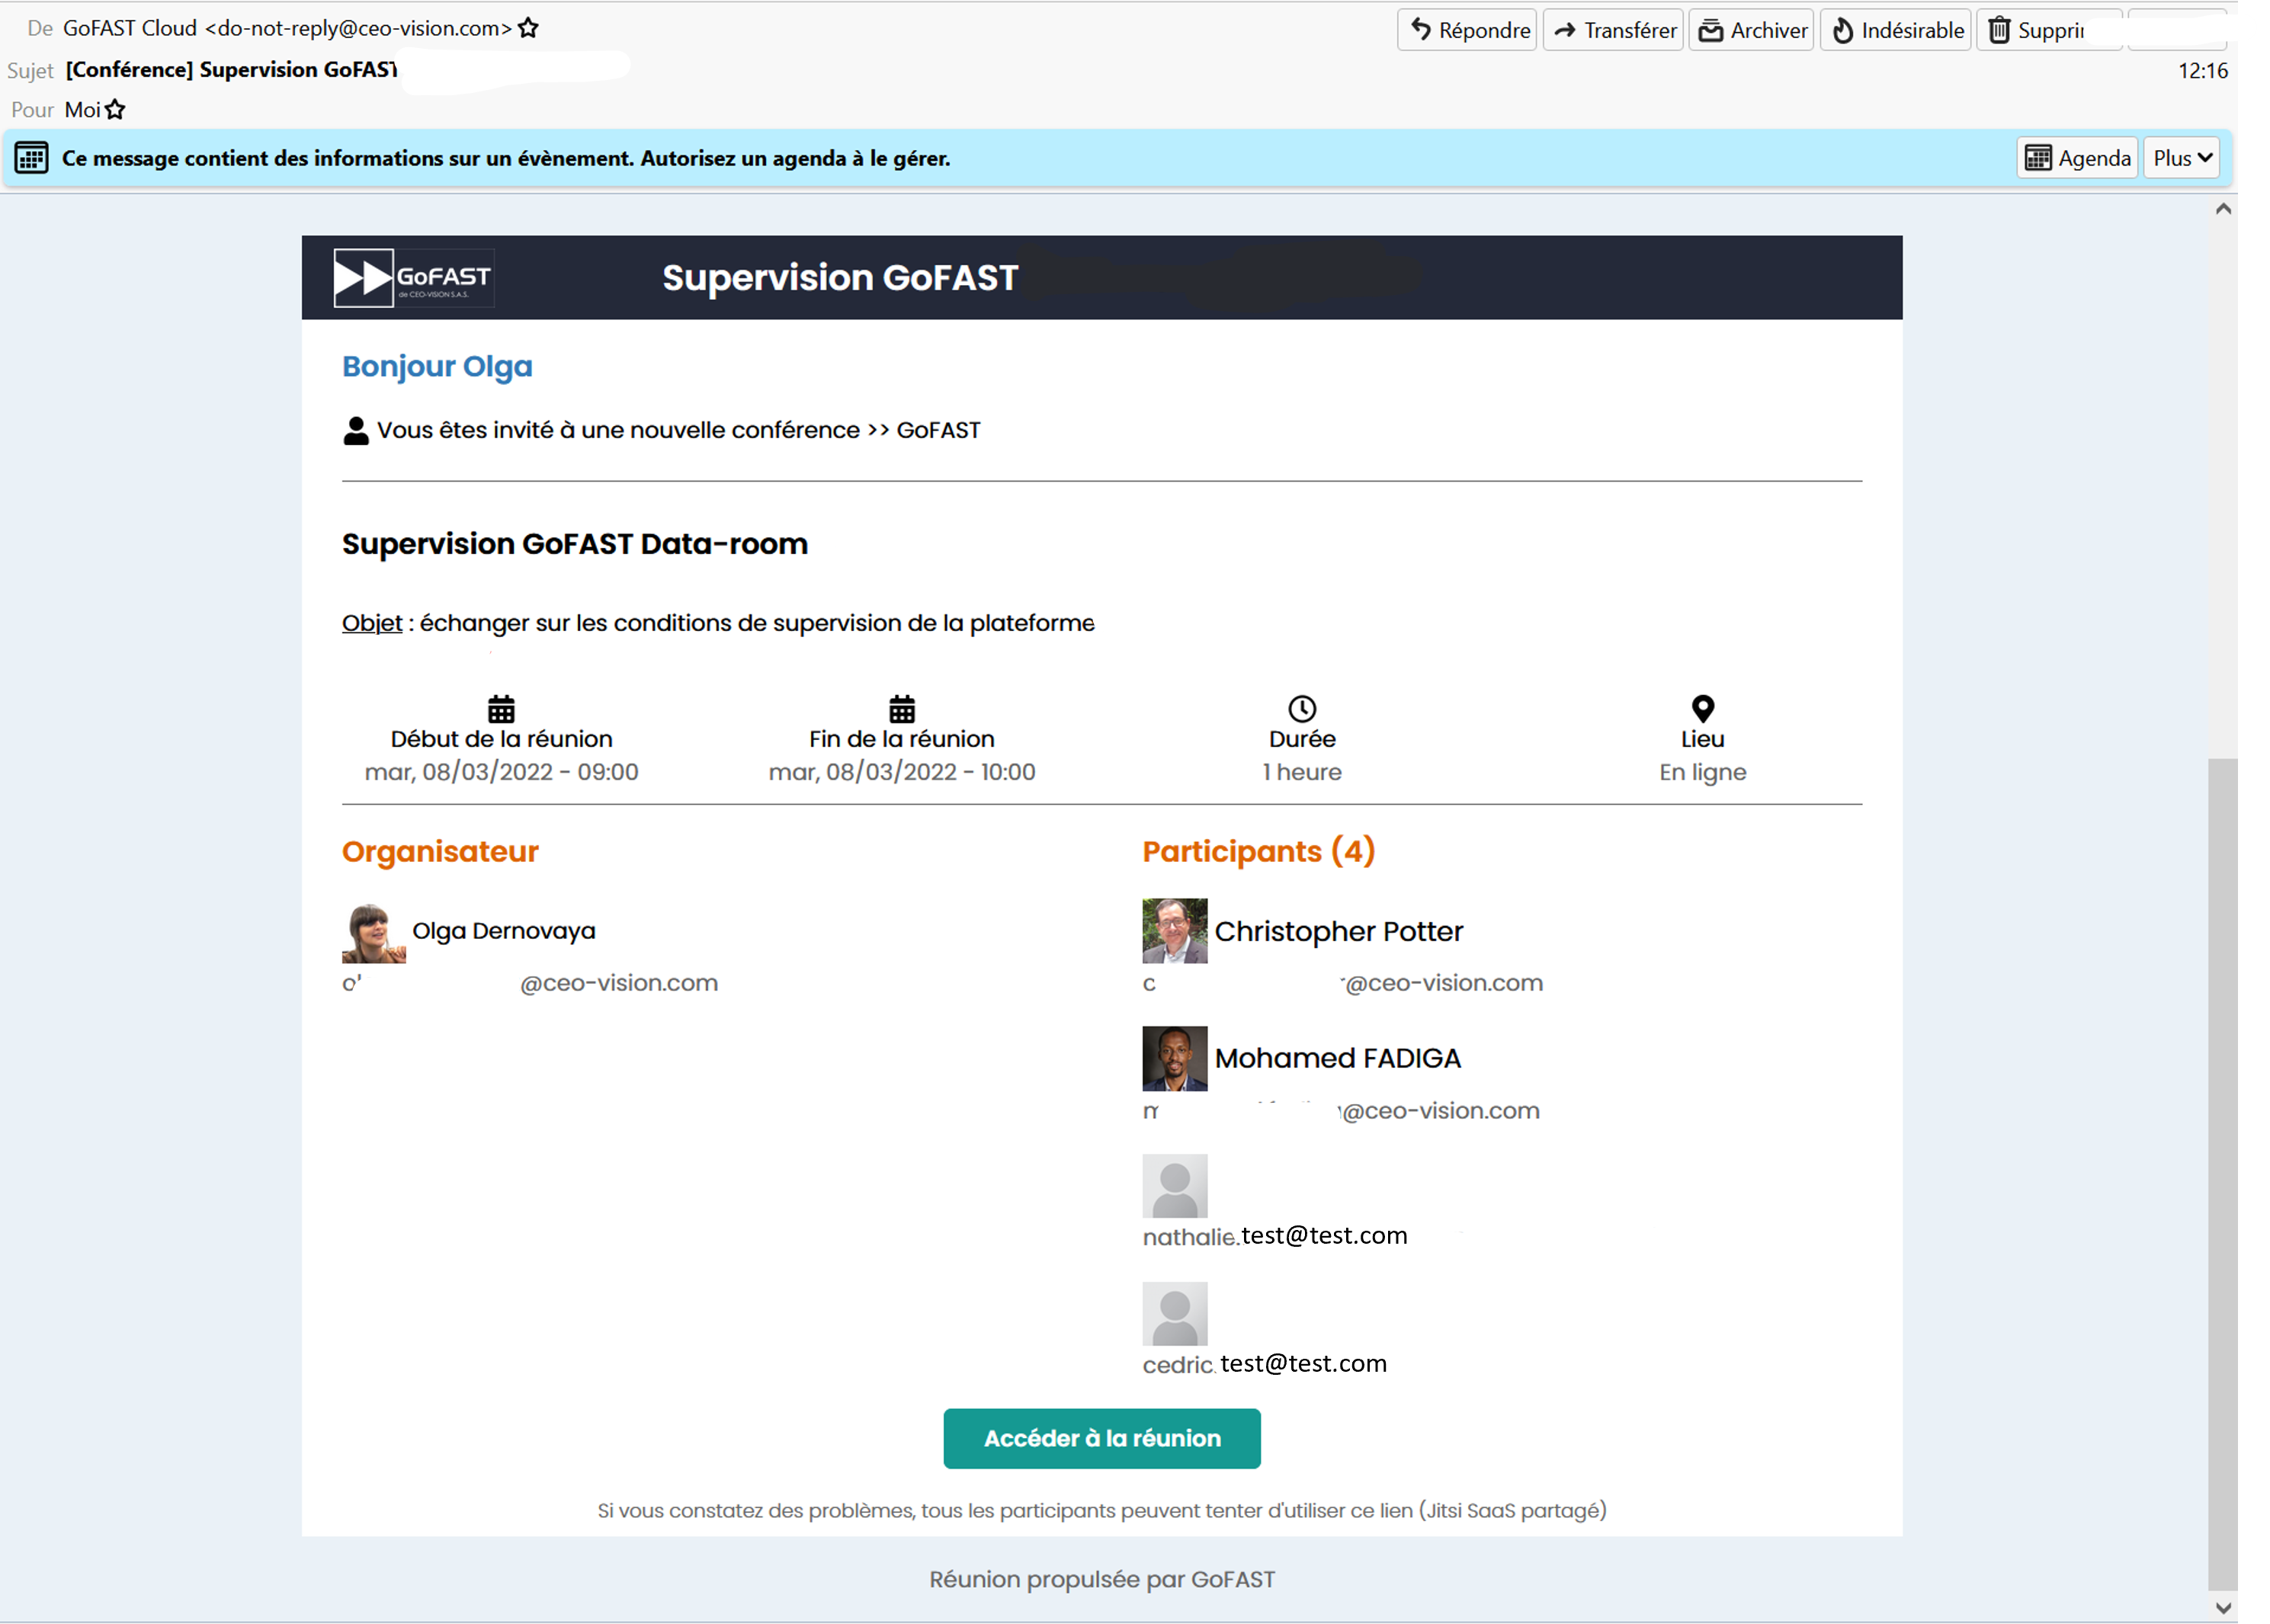 De GoFAST Cloud <do-not-reply@ceo-vision.com>
Répondre Transférer Archiver Indésirable
Sujet [Conférence] Supervision GoFAST
12:16
Pour Moi
Ce message contient des informations sur un évènement. Autorisez un agenda à le gérer.
Agenda Plus
GoFAST
de CEO-VISION S.A.S.
Supervision GoFAST
Bonjour Olga
Vous êtes invité à une nouvelle conférence >> GoFAST
Supervision GoFAST Data-room
Objet : échanger sur les conditions de supervision de la plateforme
Début de la réunion Fin de la réunion Durée Lieu
mar, 08/03/2022 - 09:00 mar, 08/03/2022 - 10:00 1 heure En ligne
Organisateur
Participants (4)
Olga Dernovaya
@ceo-vision.com
Christopher Potter
@ceo-vision.com
Mohamed FADIGA
@ceo-vision.com
nathalie.test@test.com
cedric.test@test.com
Accéder à la réunion
Si vous constatez des problèmes, tous les participants peuvent tenter d'utiliser ce lien (Jitsi SaaS partagé)
Réunion propulsée par GoFAST